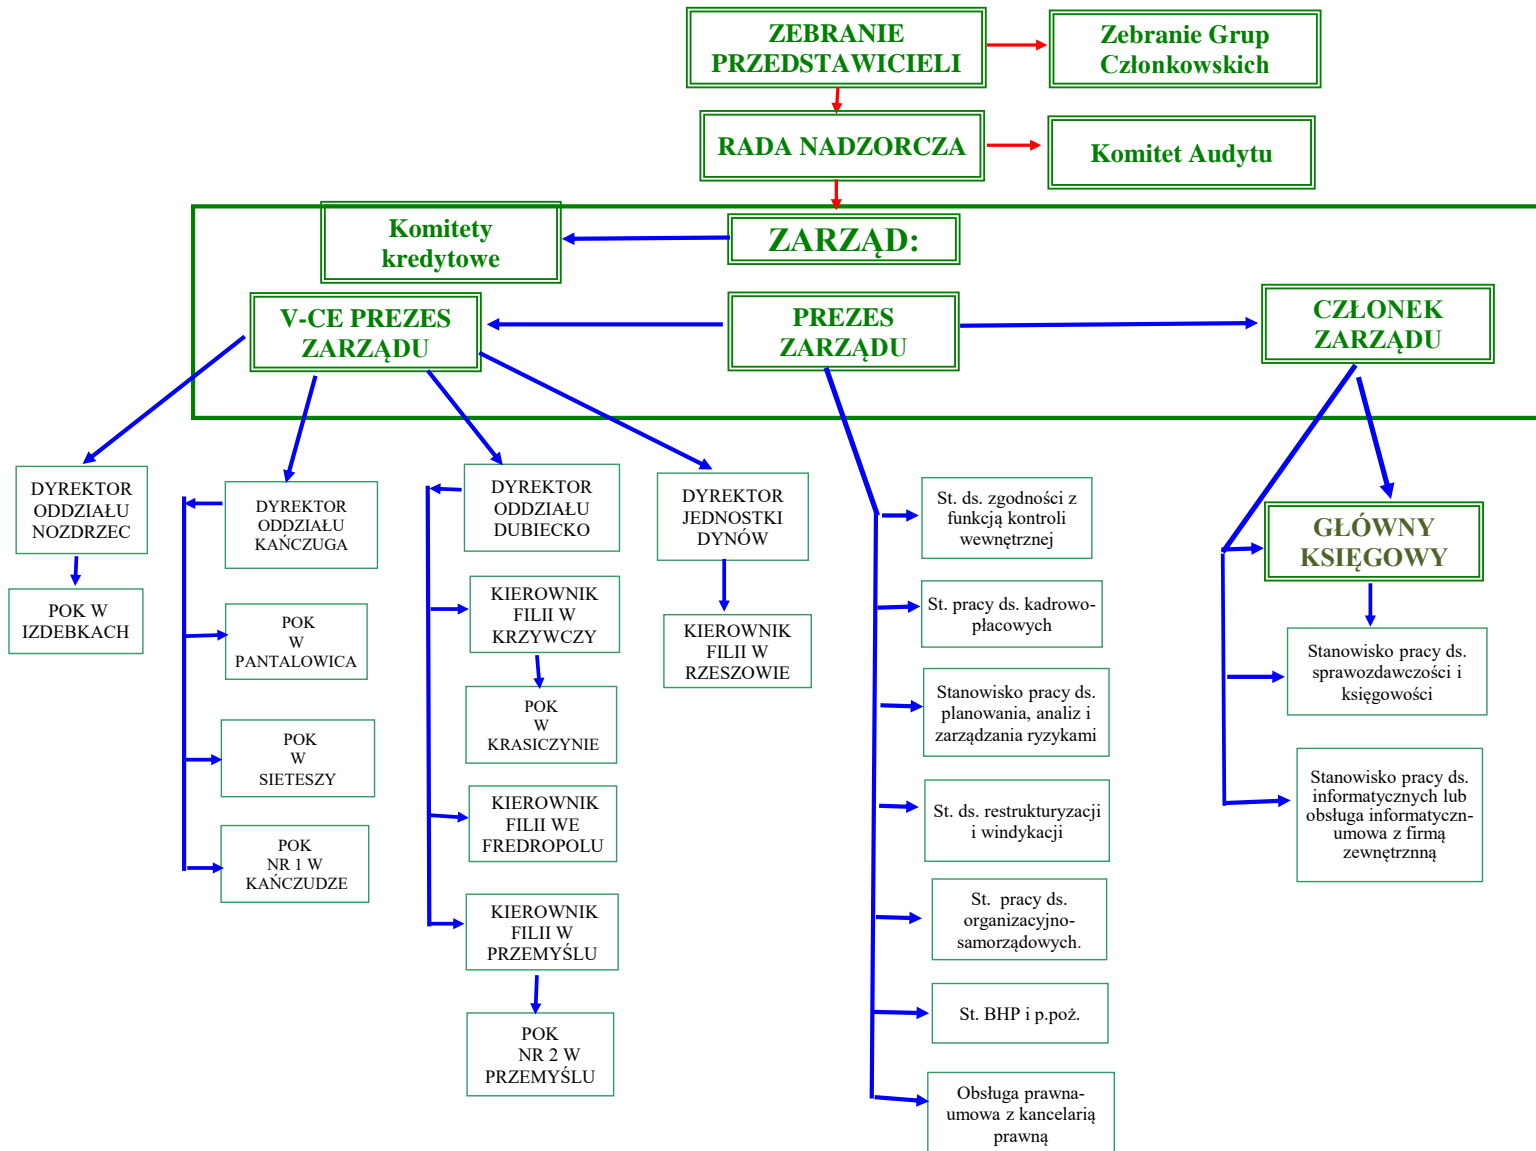 ZEBRANIE
PRZEDSTAWICIELI
Zebranie Grup
Członkowskich
RADA NADZORCZA
Komitet Audytu
Komitety
kredytowe
ZARZĄD:
V-CE PREZES
ZARZĄDU
PREZES
ZARZĄDU
CZŁONEK
ZARZĄDU
DYREKTOR
ODDZIAŁU
NOZDRZEC
POK W
IZDEBKACH
DYREKTOR
ODDZIAŁU
KAŃCZUGA
POK
W
PANTALOWICA
POK
W
SIETESZY
POK
NR 1 W
KAŃCZUDZE
DYREKTOR
ODDZIAŁU
DUBIECKO
KIEROWNIK
FILII W
KRZYWCZY
POK
W
KRASICZYNIE
KIEROWNIK
FILII WE
FREDROPOLU
KIEROWNIK
FILII W
PRZEMYŚLU
POK
NR 2 W
PRZEMYŚLU
DYREKTOR
JEDNOSTKI
DYNÓW
KIEROWNIK
FILII W
RZESZOWIE
St. ds. zgodności z
funkcją kontroli
wewnętrznej
St. pracy ds. kadrowo-
płacowych
Stanowisko pracy ds.
planowania, analiz i
zarządzania ryzykami
St. ds. restrukturyzacji
i windykacji
St. pracy ds.
organizacyjno-
samorządowych.
St. BHP i p.poż.
Obsługa prawna-
umowa z kancelarią
prawną
GŁÓWNY
KSIĘGOWY
Stanowisko pracy ds.
sprawozdawczości i
księgowości
Stanowisko pracy ds.
informatycznych lub
obsługa informatyczn-
umowa z firmą
zewnętrznną